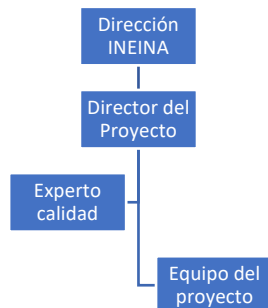 Dirección
INEINA
Director del
Proyecto
Experto
calidad
Equipo del
proyecto